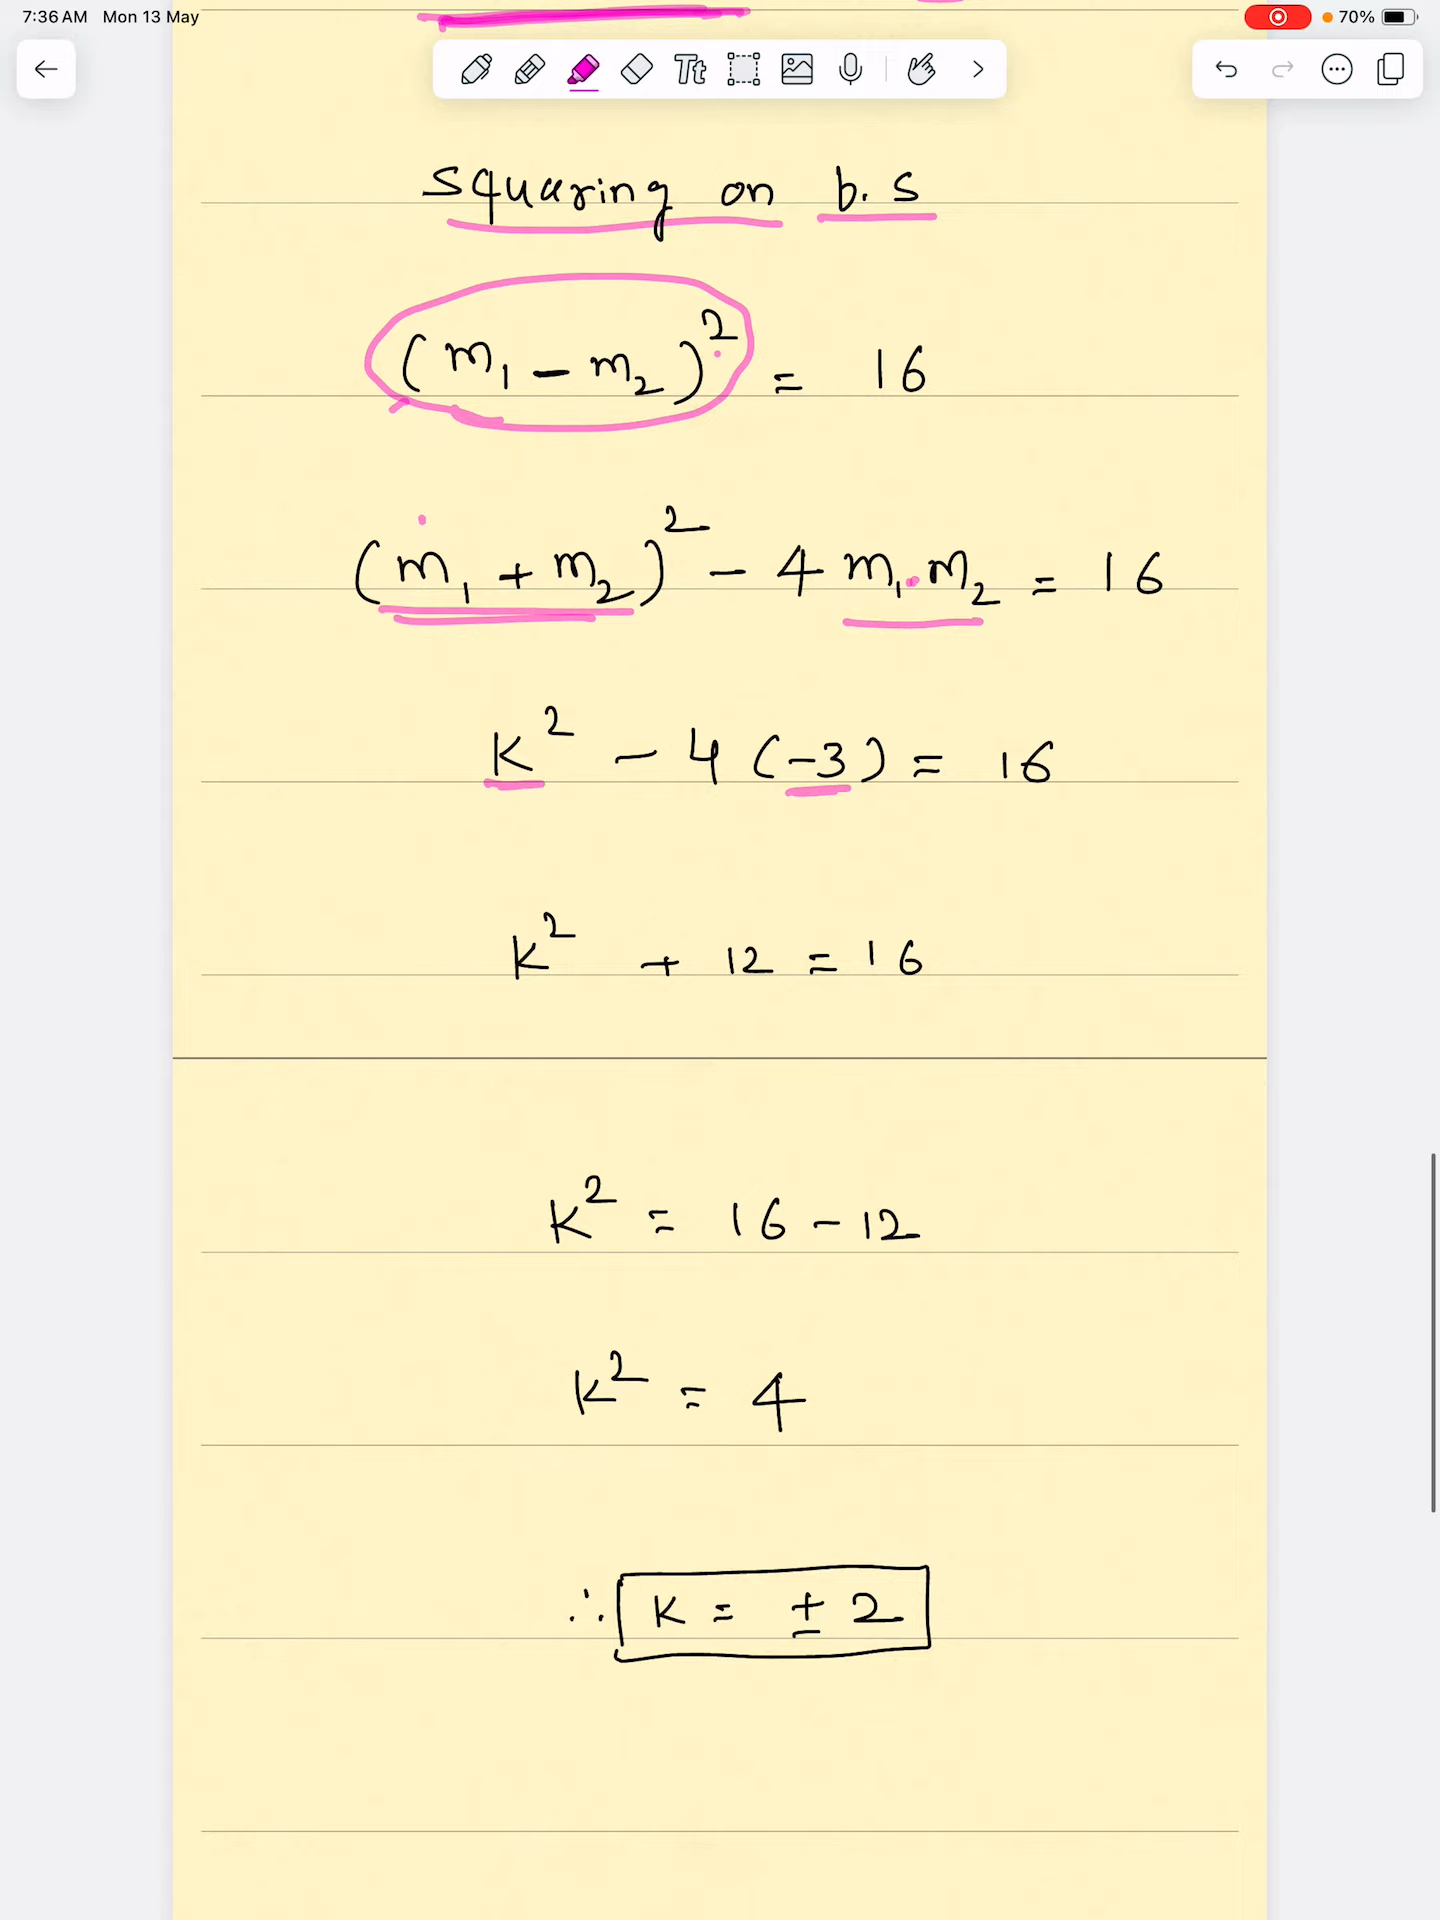 7:36 AM Mon 13 May
70%
Tt
Squaring on b.s
(m₁ - m₂)² = 16
(m₁ + m₂)² - 4 m₁.m₂ = 16
K² - 4 (-3) = 16
K² + 12 = 16
K² = 16 - 12
K² = 4
∴ K = ± 2